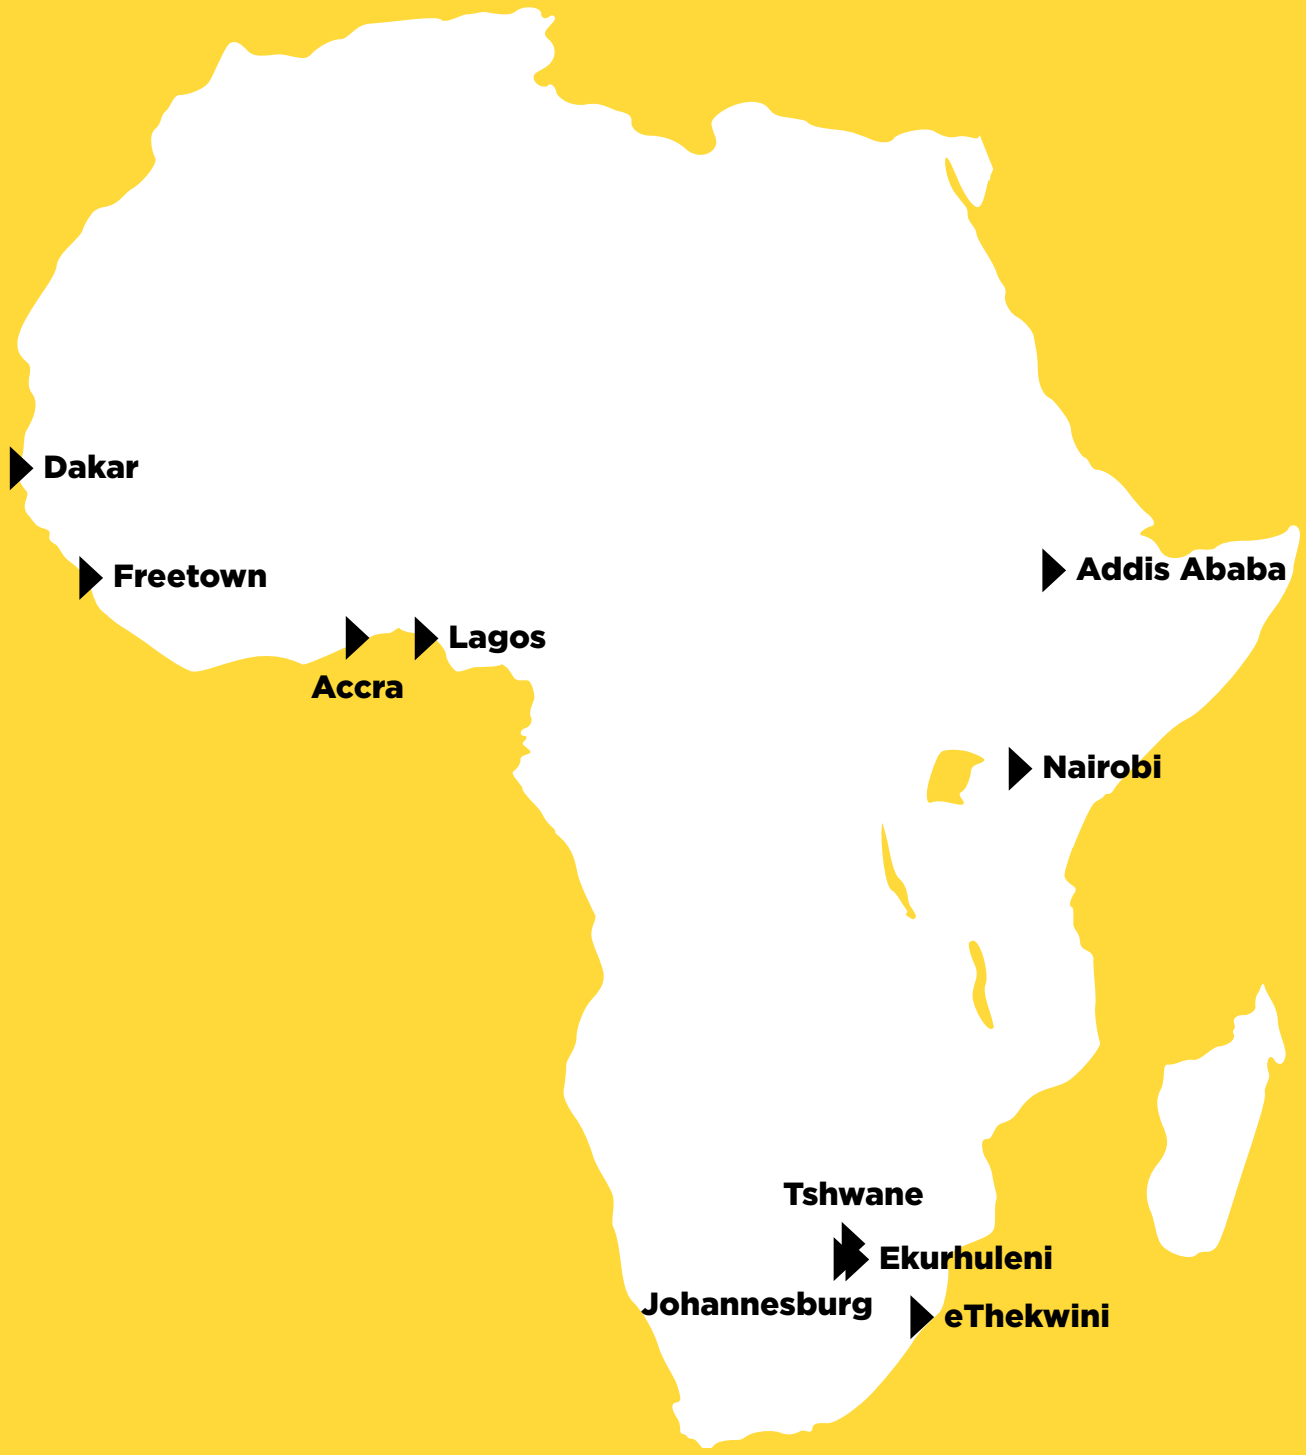 Dakar
Addis Ababa
Freetown
Lagos
Accra
Nairobi
Tshwane
Ekurhuleni
Johannesburg
eThekwini